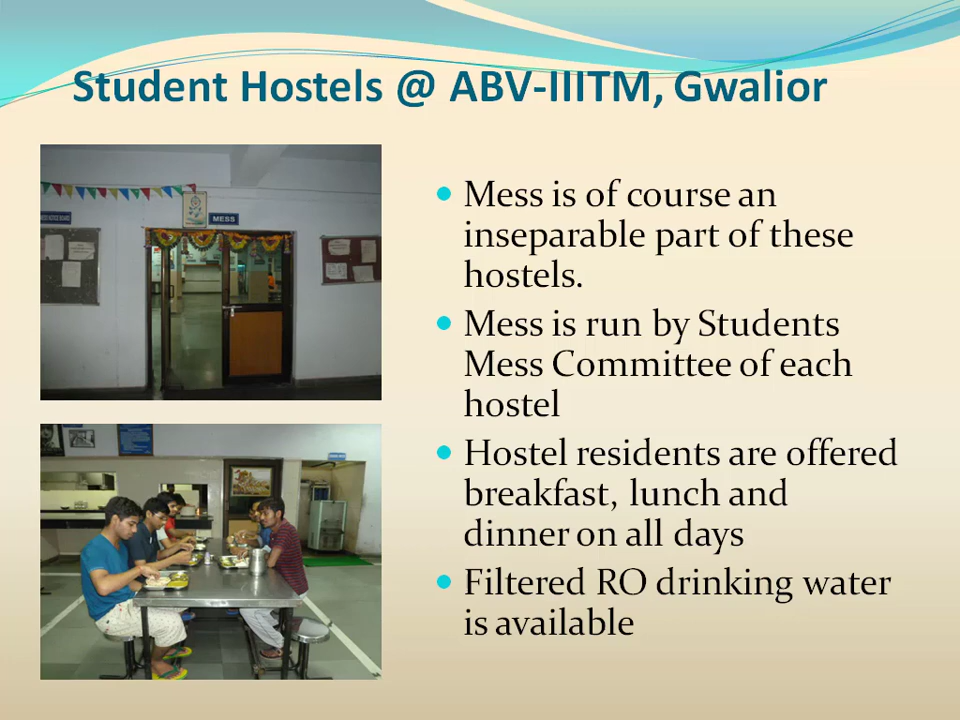 Student Hostels @ ABV-IIITM, Gwalior
MESS
Mess is of course an
inseparable part of these
hostels.
Mess is run by Students
Mess Committee of each
hostel
Hostel residents are offered
breakfast, lunch and
dinner on all days
Filtered RO drinking water
is available